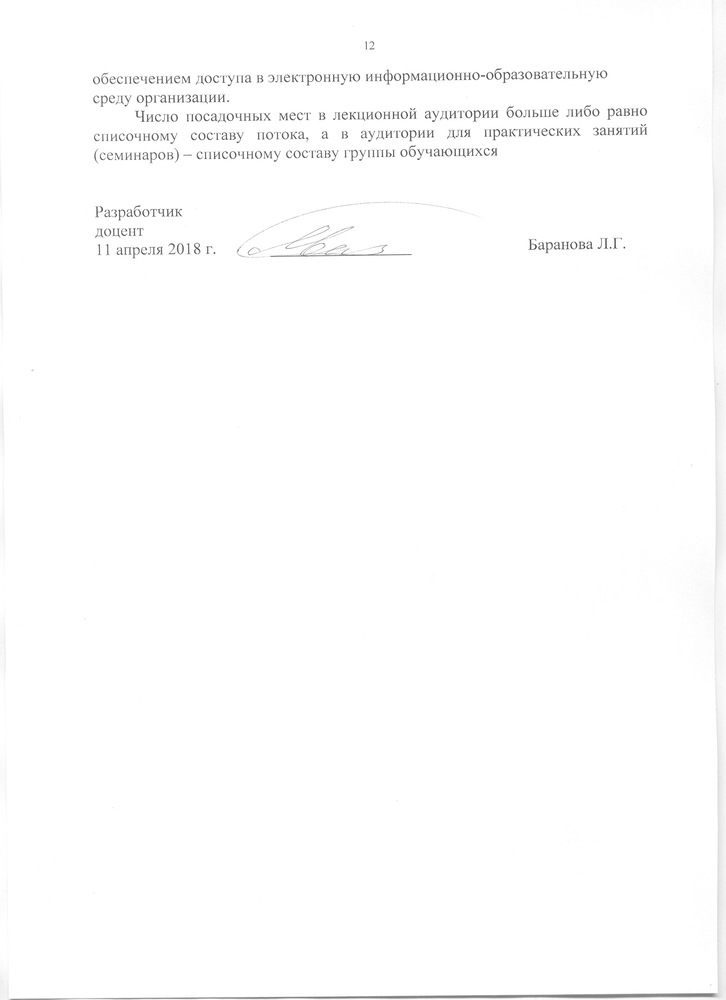 12
обеспечением доступа в электронную информационно-образовательную
среду организации.
Число посадочных мест в лекционной аудитории больше либо равно
списочному составу потока, а в аудитории для практических занятий
(семинаров) – списочному составу группы обучающихся
Разработчик
доцент
11 апреля 2018 г.
Баранова Л.Г.